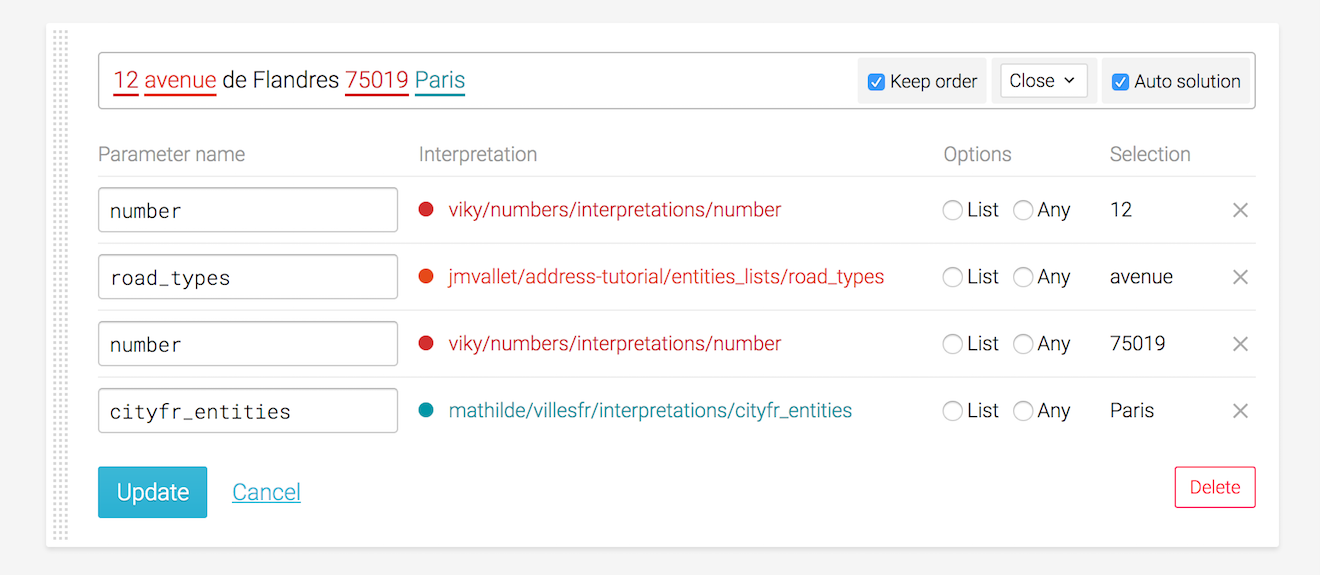 12 avenue de Flandres 75019 Paris Keep order Close Auto solution
Parameter name Interpretation Options Selection
number viky/numbers/interpretations/number List Any 12
road_types jmvallet/address-tutorial/entities_lists/road_types List Any avenue
number viky/numbers/interpretations/number List Any 75019
cityfr_entities mathilde/villesfr/interpretations/cityfr_entities List Any Paris
Update Cancel Delete